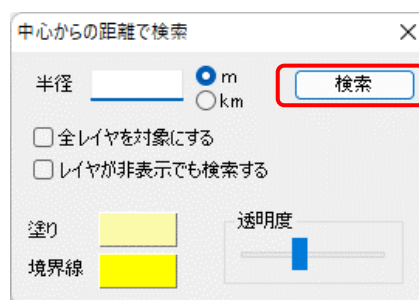 中心からの距離で検索
半径 m 検索
km
全レイヤを対象にする
レイヤが非表示でも検索する
塗り 透明度
境界線